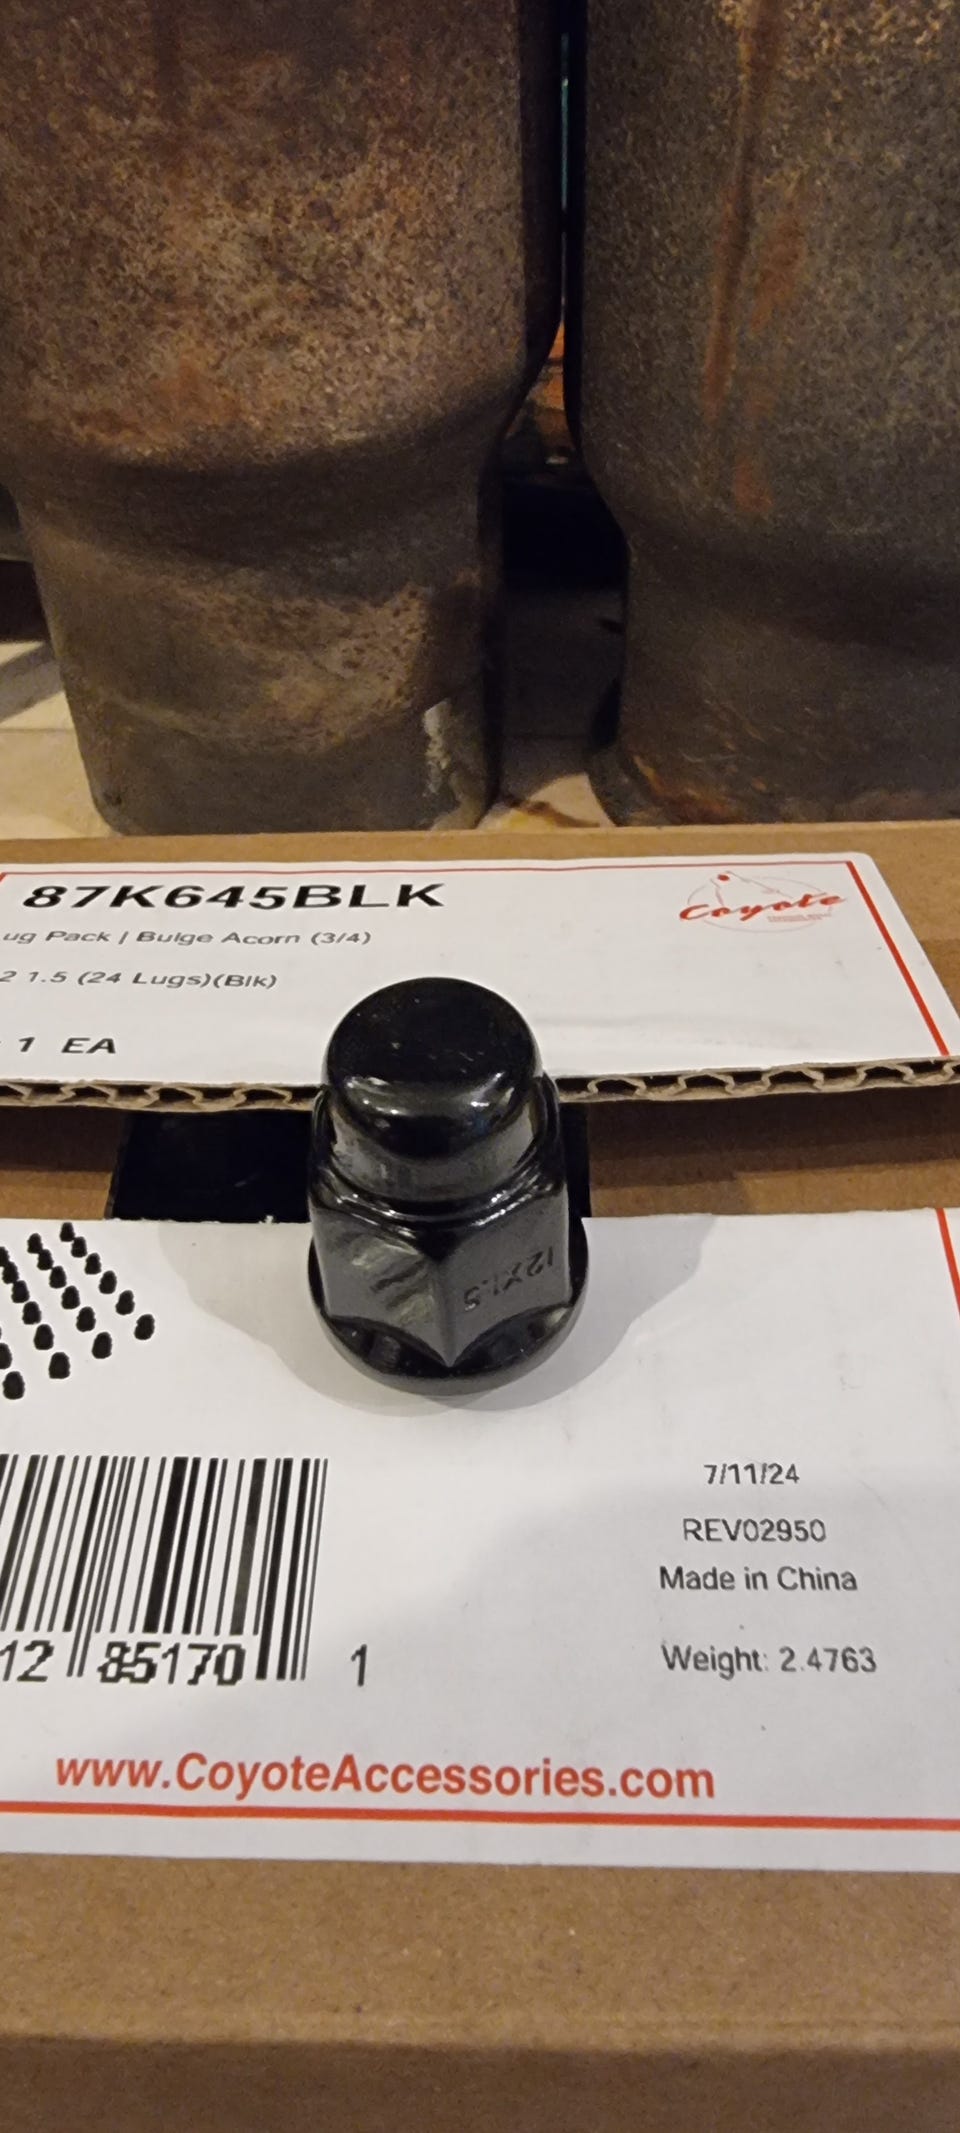 87K645BLK
Coyote
ug Pack | Bulge Acorn (3/4)
2 1.5 (24 Lugs)(Blk)
1 EA
12X1.5
7/11/24
REV02950
Made in China
12 85170 1
Weight: 2.4763
www.CoyoteAccessories.com